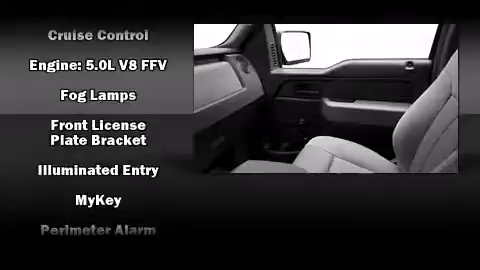 Cruise Control
Engine: 5.0L V8 FFV
Fog Lamps
Front License
Plate Bracket
Illuminated Entry
MyKey
Perimeter Alarm